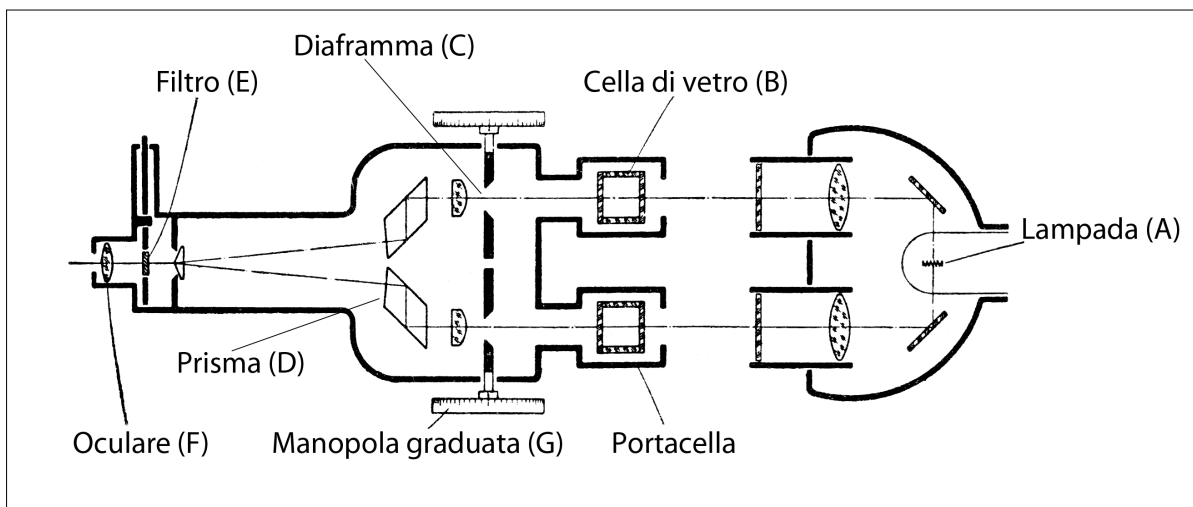 Diaframma (C)
Filtro (E)
Cella di vetro (B)
Lampada (A)
Prisma (D)
Oculare (F)
Manopola graduata (G)
Portacella